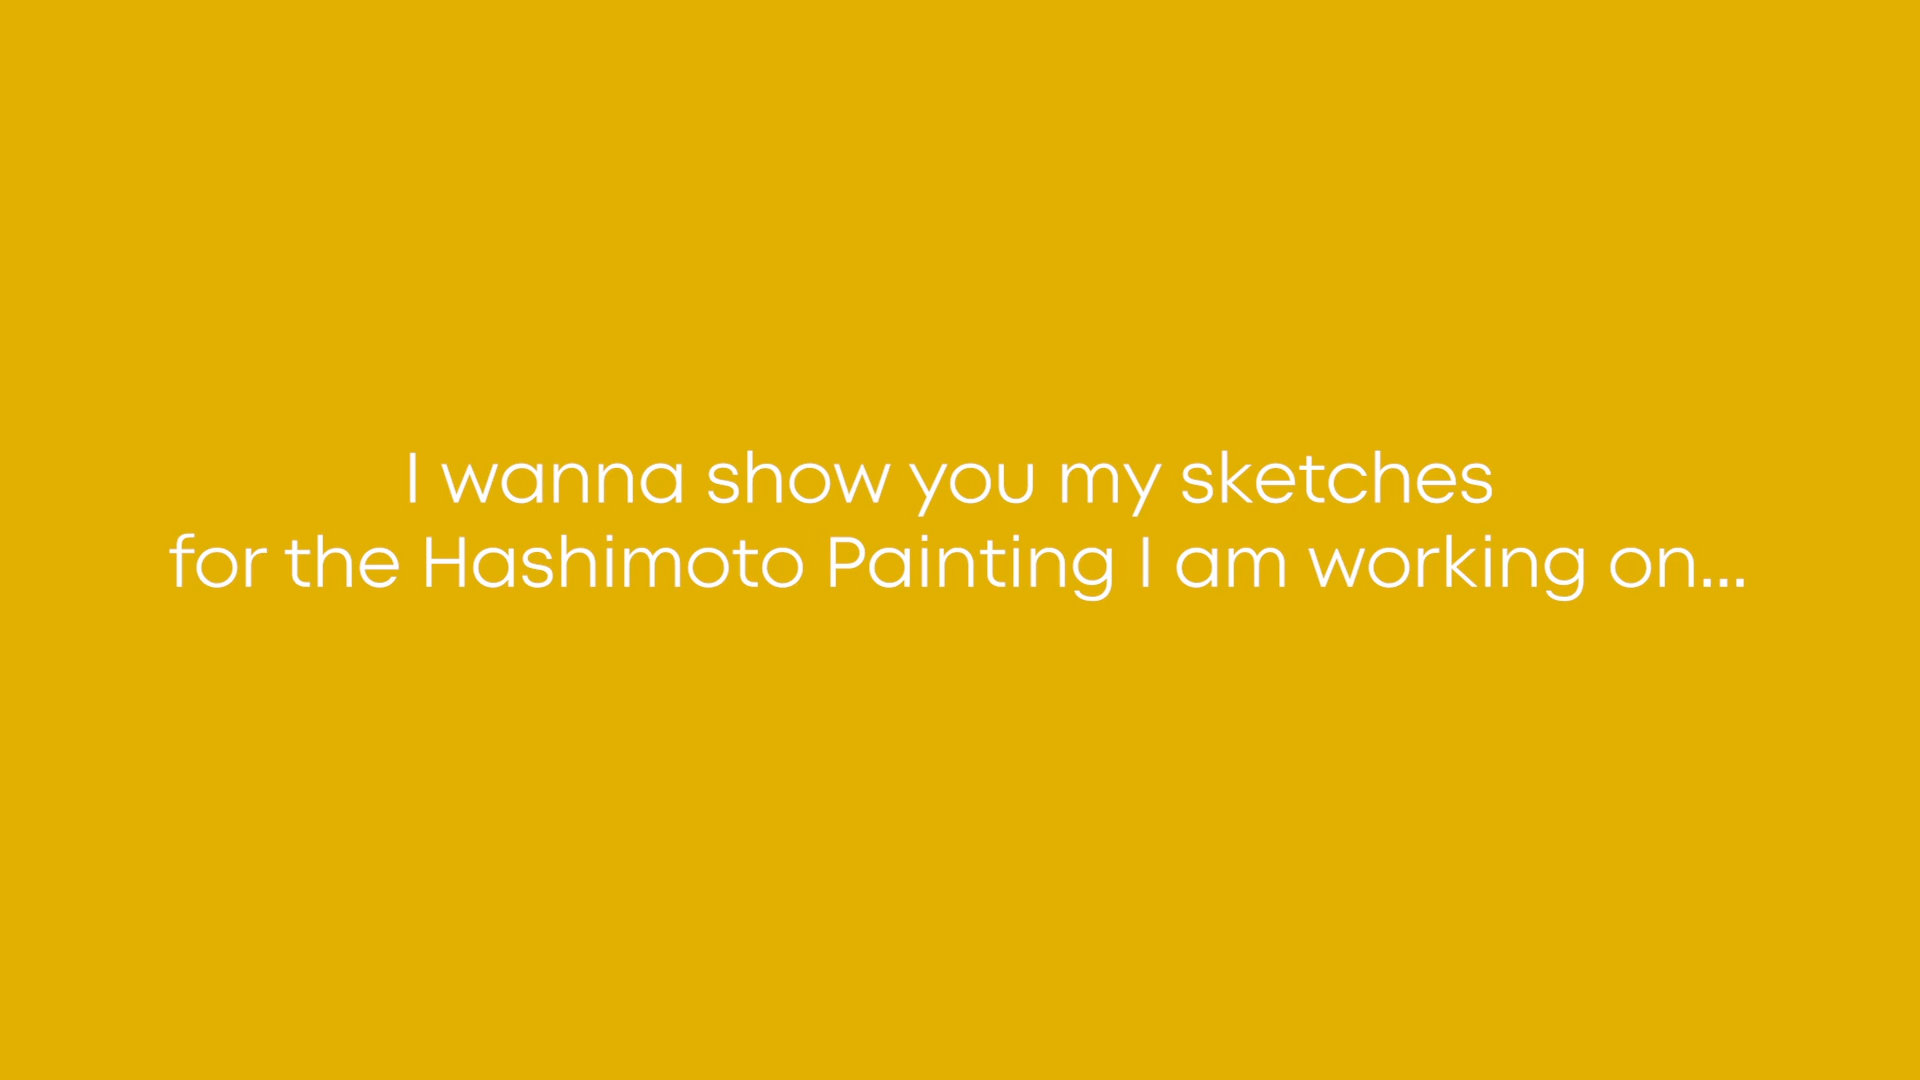 I wanna show you my sketches
for the Hashimoto Painting I am working on...